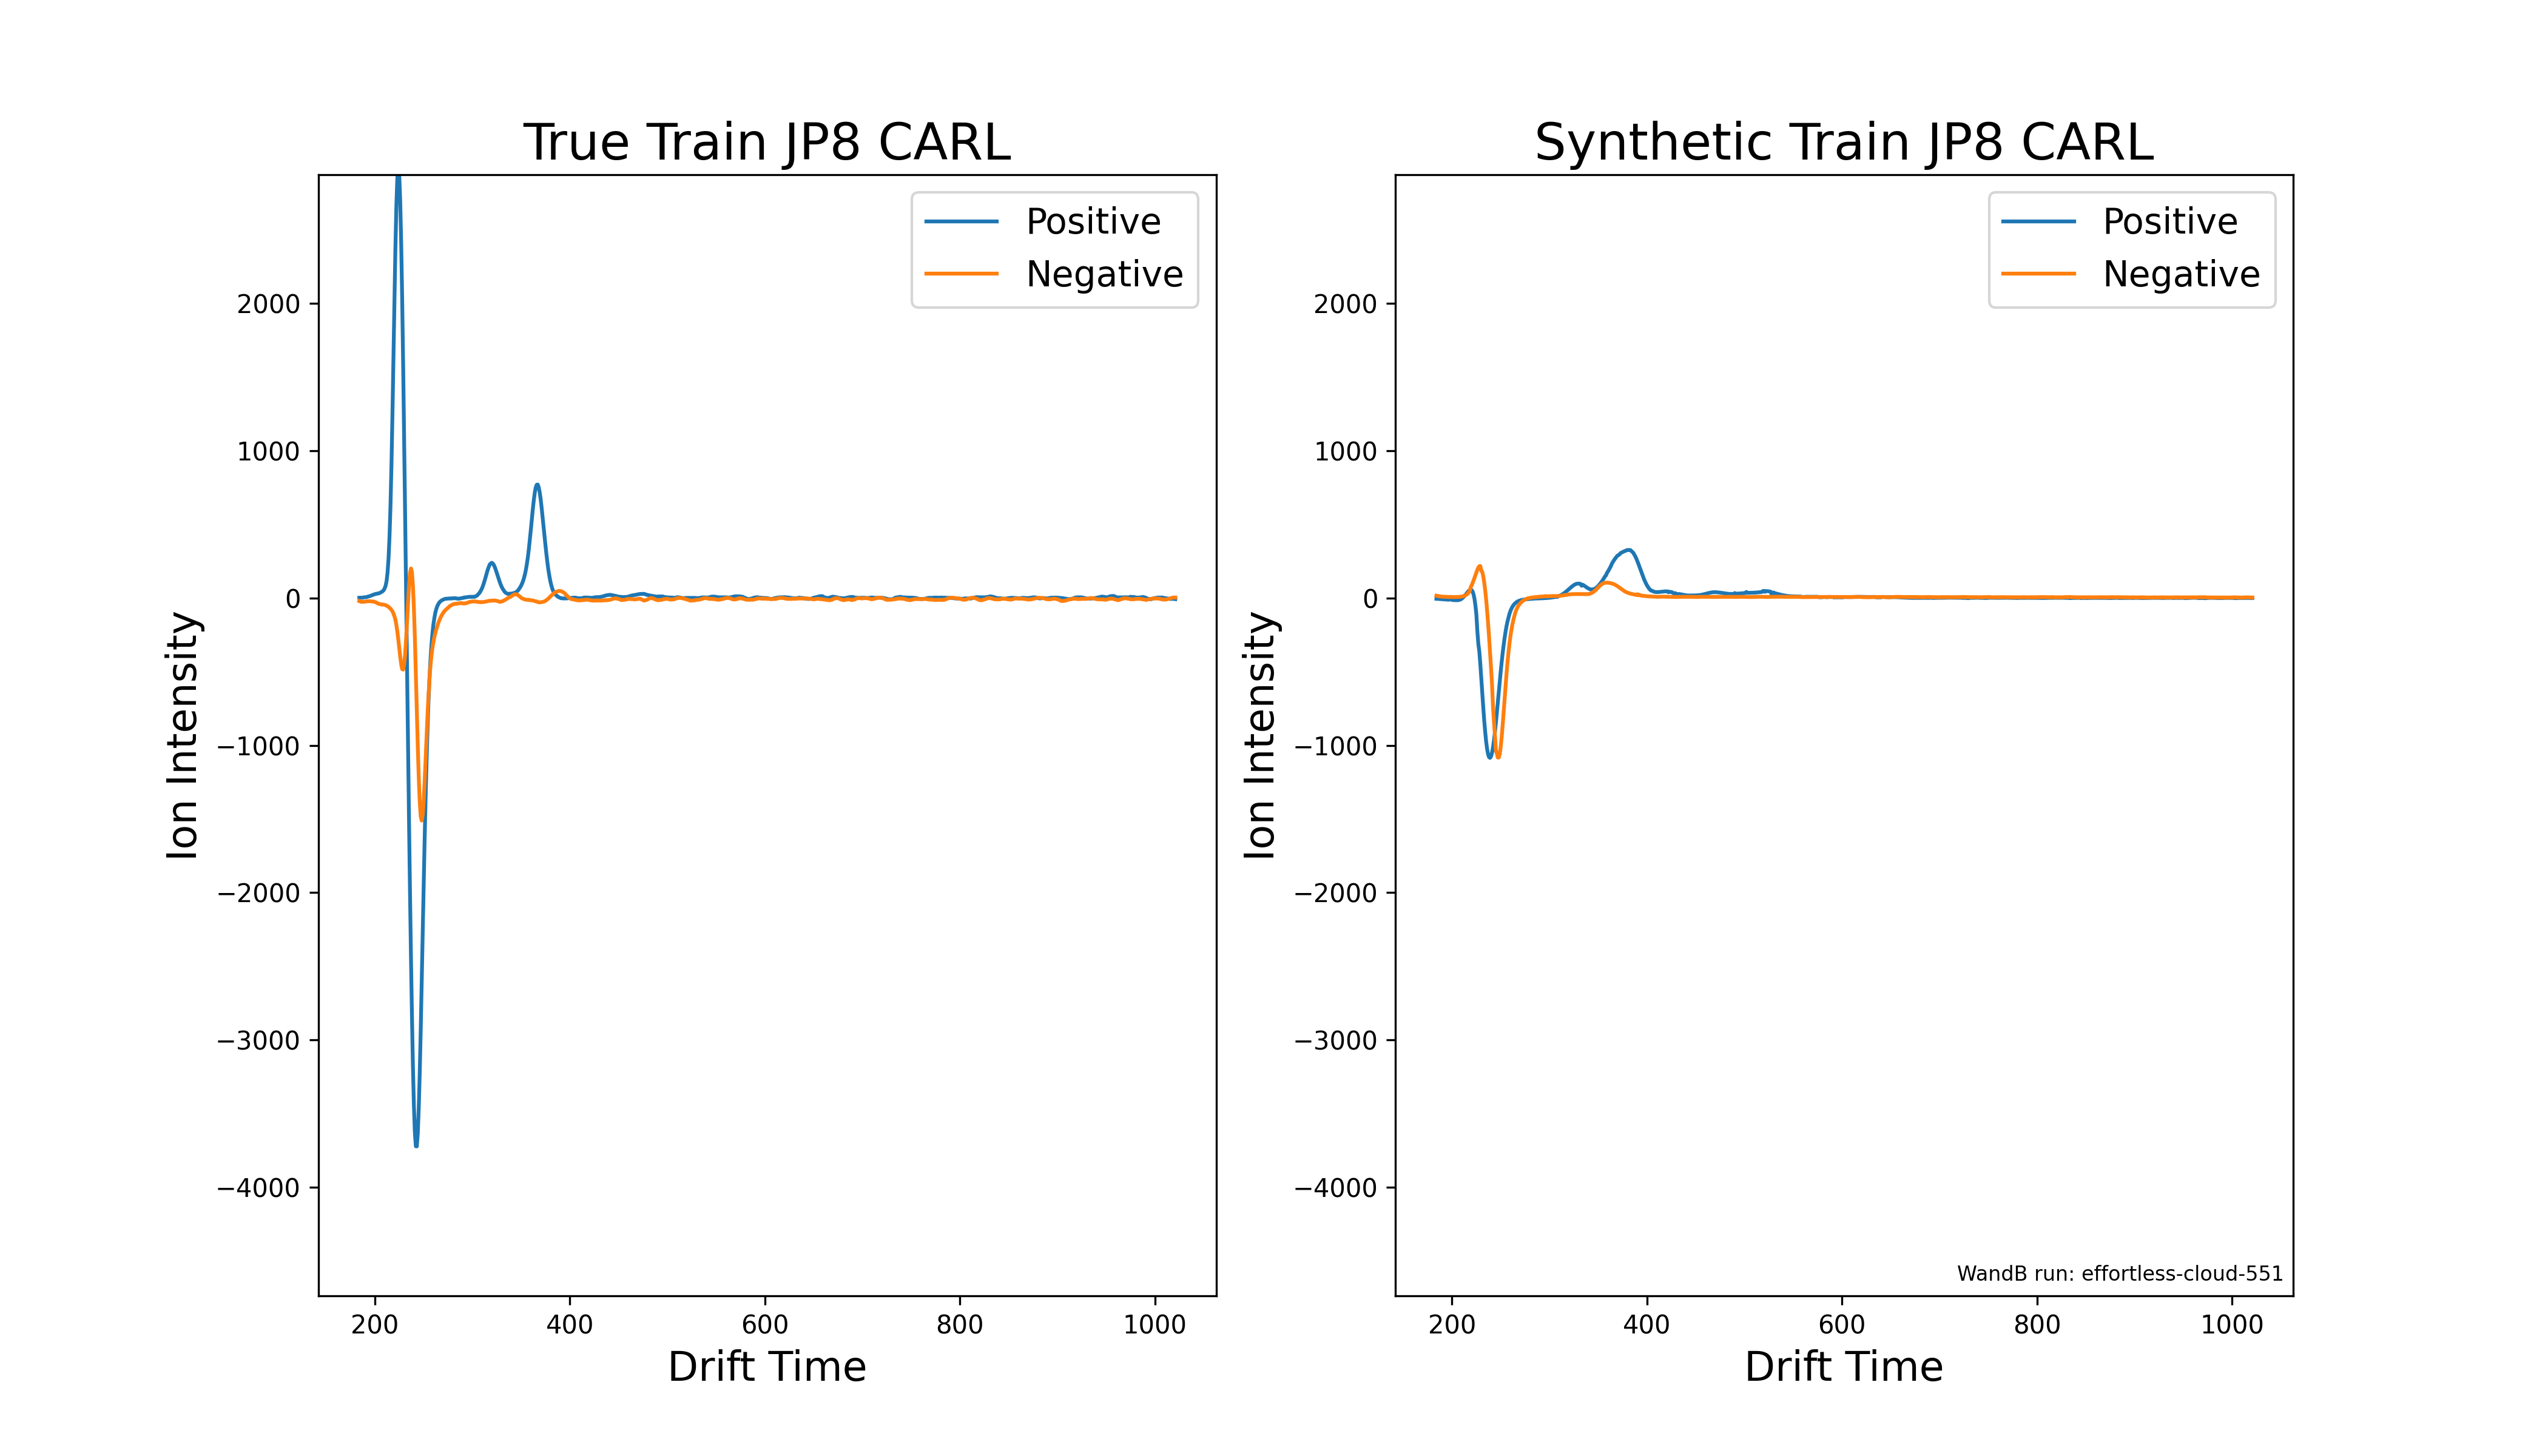 True Train JP8 CARL
Positive
Negative
2000
1000
0
−1000
−2000
−3000
−4000
Ion Intensity
200 400 600 800 1000
Drift Time
Synthetic Train JP8 CARL
Positive
Negative
2000
1000
0
−1000
−2000
−3000
−4000
Ion Intensity
WandB run: effortless-cloud-551
200 400 600 800 1000
Drift Time